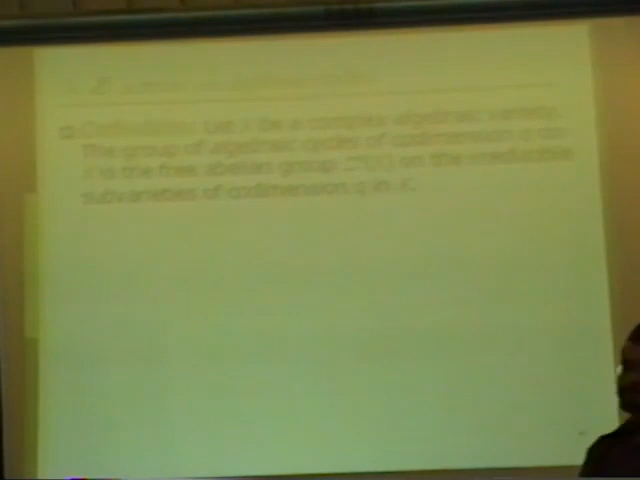 Definition: Let X be a complex algebraic variety.
The group of algebraic cycles of codimension q on
X is the free abelian group on the irreducible
subvarieties of codimension q in X.